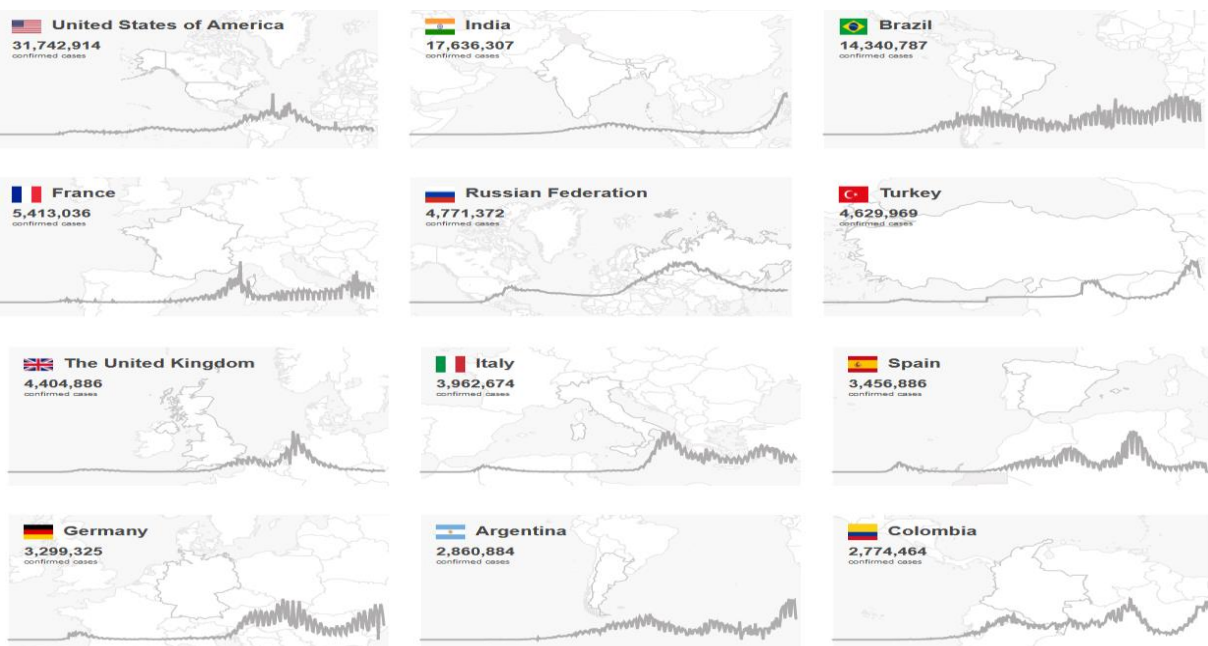 United States of America
31,742,914
confirmed cases
India
17,636,307
confirmed cases
Brazil
14,340,787
confirmed cases
France
5,413,036
confirmed cases
Russian Federation
4,771,372
confirmed cases
Turkey
4,629,969
confirmed cases
The United Kingdom
4,404,886
confirmed cases
Italy
3,962,674
confirmed cases
Spain
3,456,886
confirmed cases
Germany
3,299,325
confirmed cases
Argentina
2,860,884
confirmed cases
Colombia
2,774,464
confirmed cases